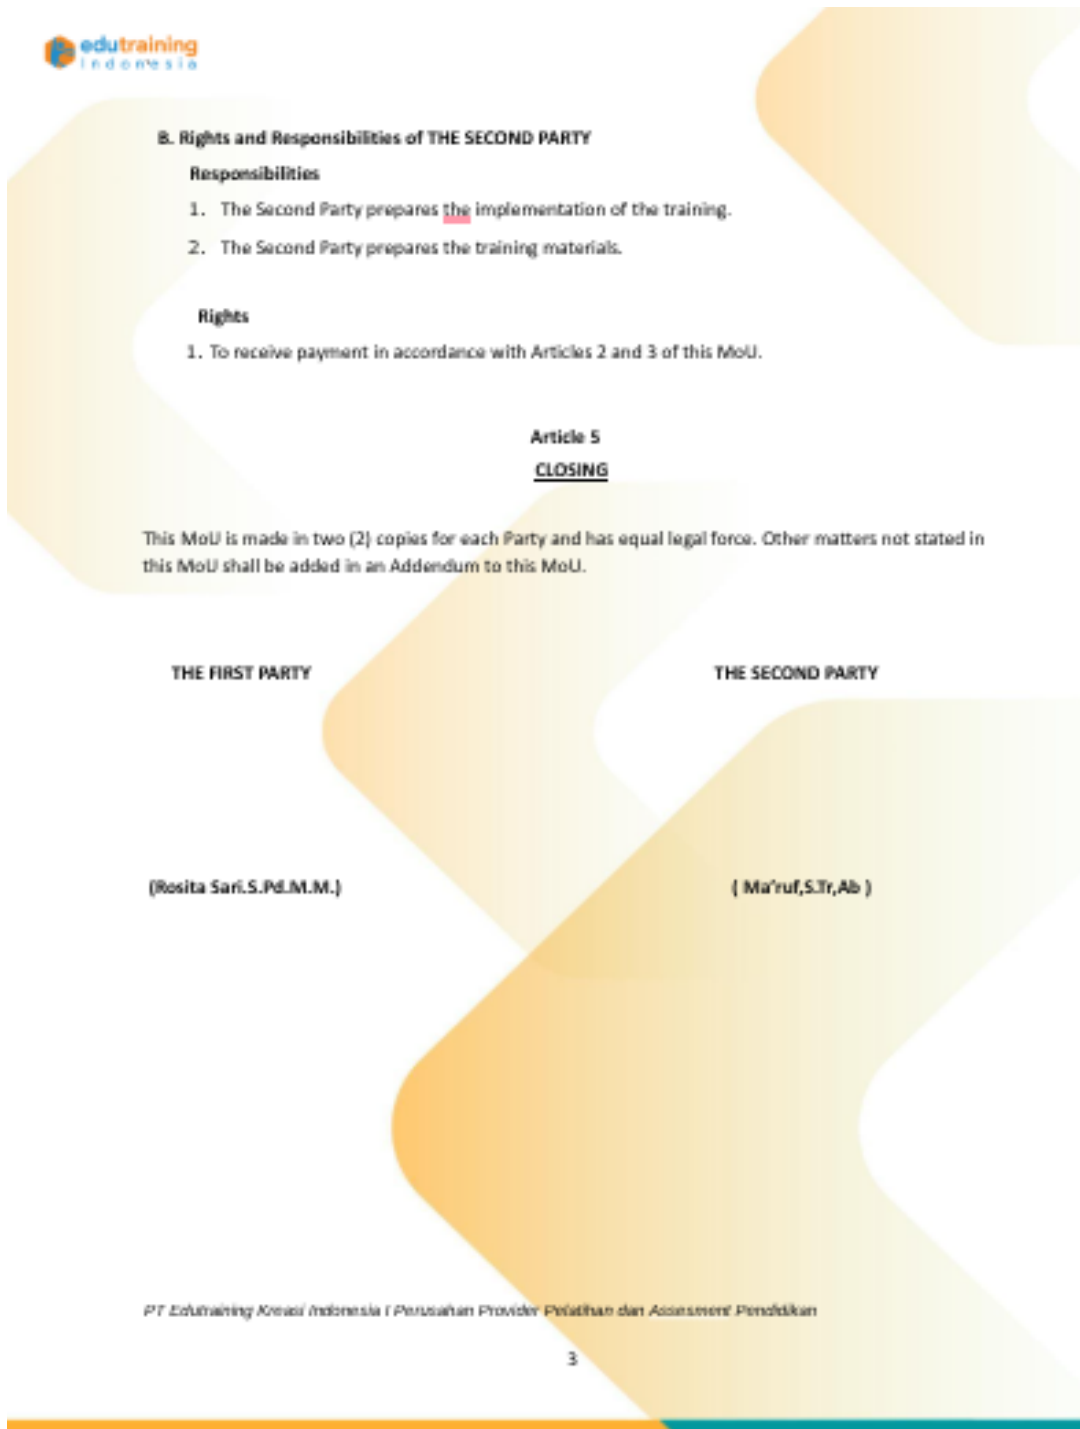 edutraining
indonesia
B. Rights and Responsibilities of THE SECOND PARTY
Responsibilities
1. The Second Party prepares the implementation of the training.
2. The Second Party prepares the training materials.
Rights
1. To receive payment in accordance with Articles 2 and 3 of this MoU.
Article 5
CLOSING
This MoU is made in two (2) copies for each Party and has equal legal force. Other matters not stated in
this MoU shall be added in an Addendum to this MoU.
THE FIRST PARTY THE SECOND PARTY
(Rosita Sari.S.Pd.M.M.) ( Ma'ruf,S.Tr,Ab )
PT Edutraining Kreasi Indonesia I Perusahan Provider Pelatihan dan Assesment Pendidikan
3